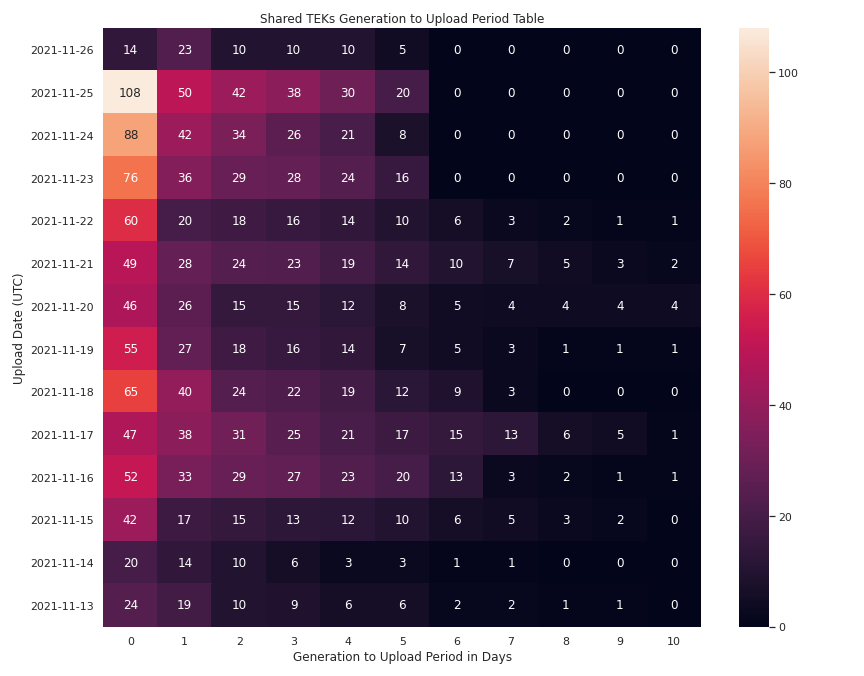 Shared TEKs Generation to Upload Period Table
2021-11-26 14 23 10 10 10 5 0 0 0 0 0
2021-11-25 108 50 42 38 30 20 0 0 0 0 0
2021-11-24 88 42 34 26 21 8 0 0 0 0 0
2021-11-23 76 36 29 28 24 16 0 0 0 0 0
2021-11-22 60 20 18 16 14 10 6 3 2 1 1
2021-11-21 49 28 24 23 19 14 10 7 5 3 2
2021-11-20 46 26 15 15 12 8 5 4 4 4 4
2021-11-19 55 27 18 16 14 7 5 3 1 1 1
2021-11-18 65 40 24 22 19 12 9 3 0 0 0
2021-11-17 47 38 31 25 21 17 15 13 6 5 1
2021-11-16 52 33 29 27 23 20 13 3 2 1 1
2021-11-15 42 17 15 13 12 10 6 5 3 2 0
2021-11-14 20 14 10 6 3 3 1 1 0 0 0
2021-11-13 24 19 10 9 6 6 2 2 1 1 0
0 1 2 3 4 5 6 7 8 9 10
Generation to Upload Period in Days
Upload Date (UTC)
100
80
60
40
20
0